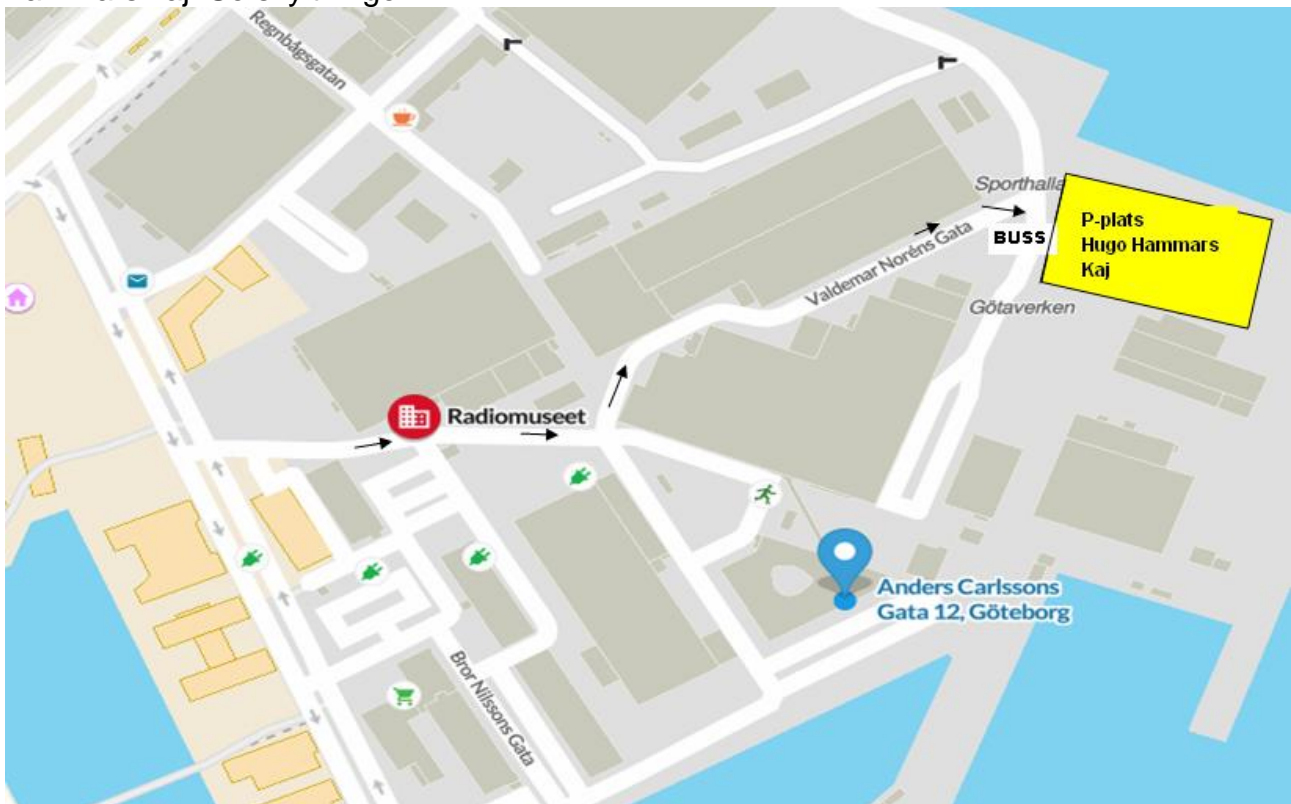 Regnbågsgatan
Sporthalla
P-plats
Hugo Hammars
Kaj
BUSS
Valdemar Noréns Gata
Götaverken
Radiomuseet
Anders Carlssons
Gata 12, Göteborg
Bror Nilssons Gata